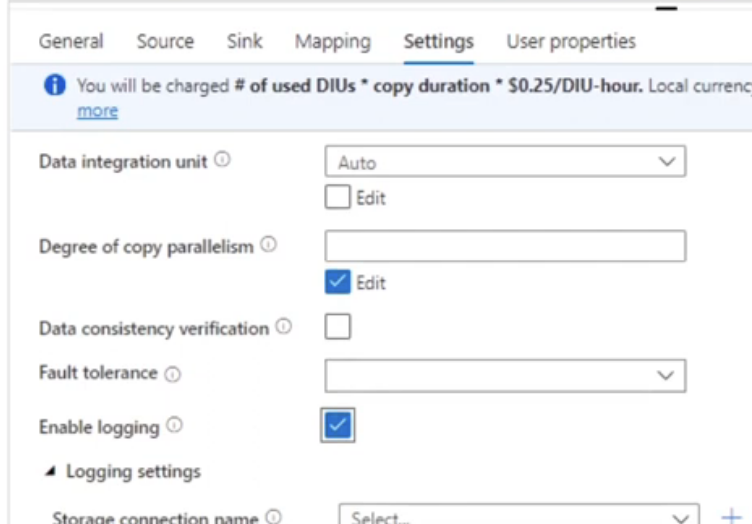 General Source Sink Mapping Settings User properties
You will be charged # of used DIUs * copy duration * $0.25/DIU-hour. Local currency
more
Data integration unit Auto
Edit
Degree of copy parallelism
Edit
Data consistency verification
Fault tolerance
Enable logging
Logging settings
Storage connection name Select...